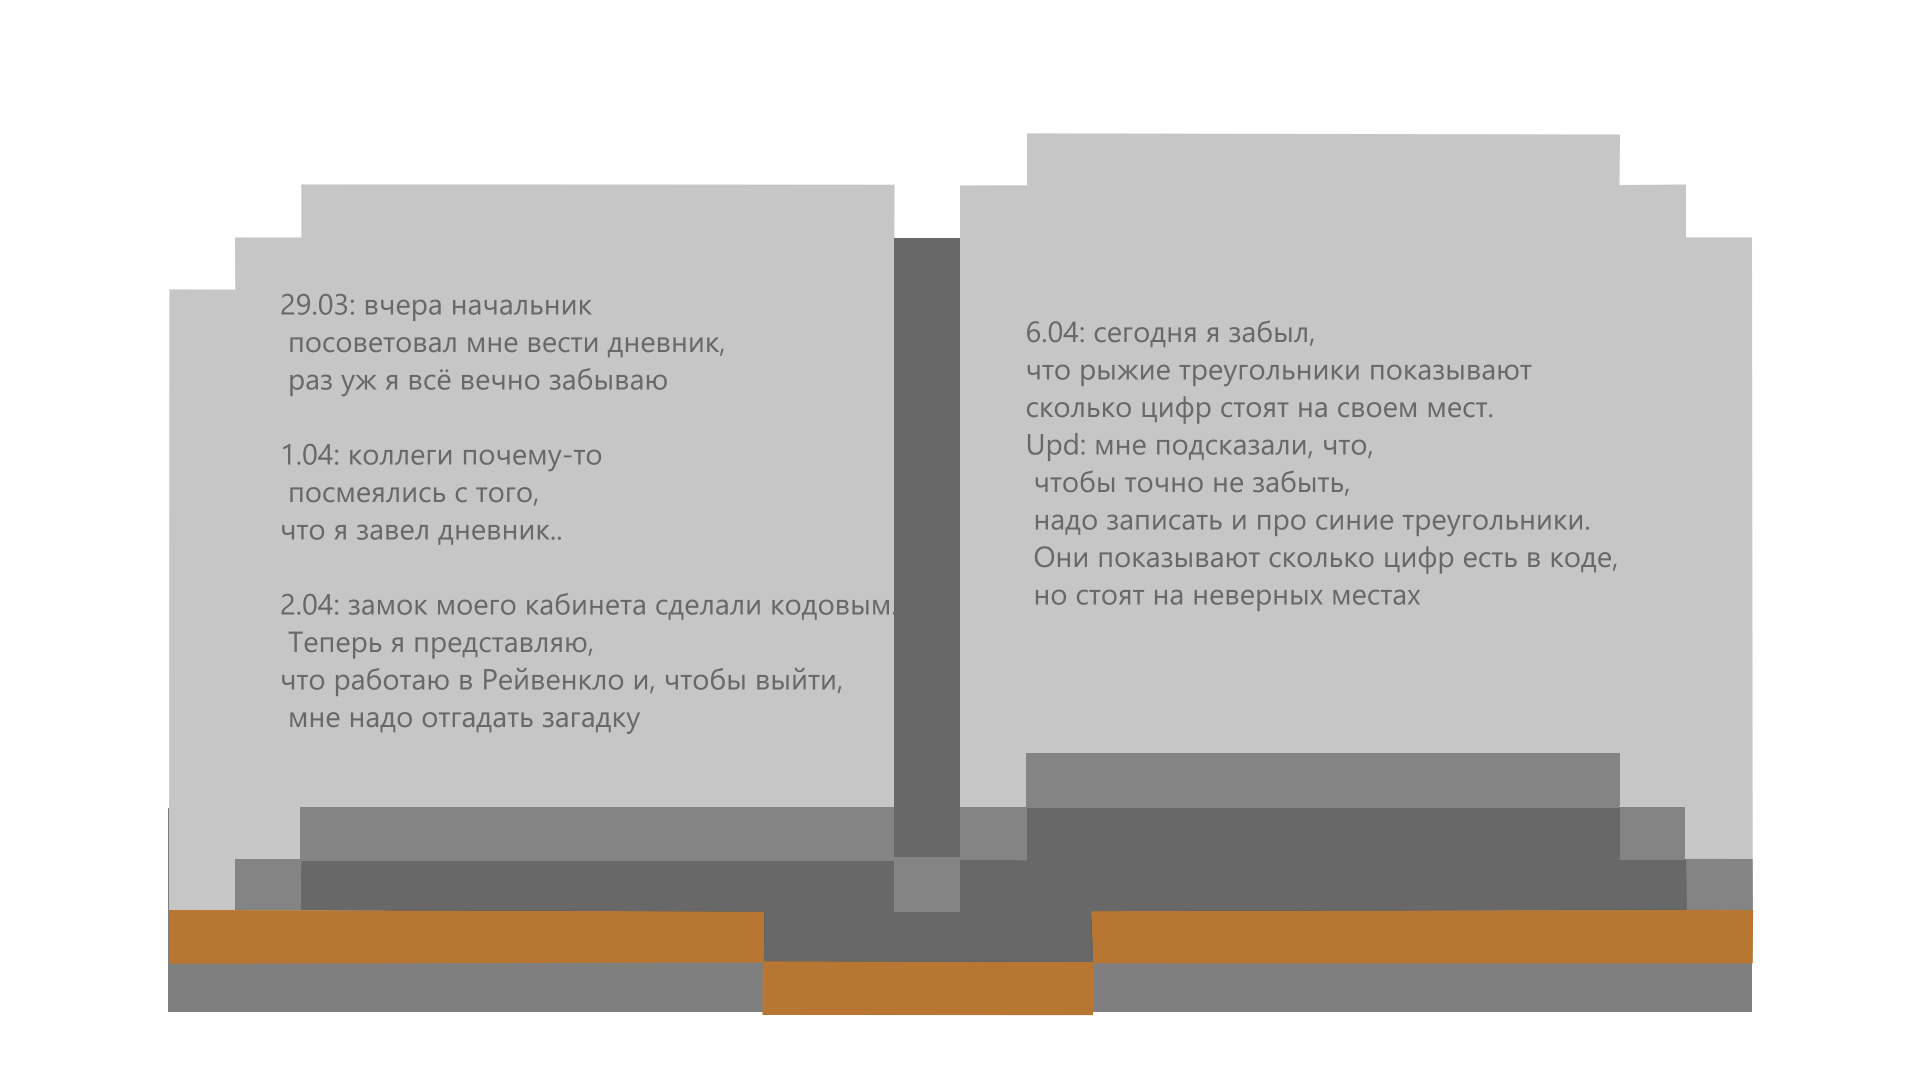 29.03: вчера начальник
посоветовал мне вести дневник,
раз уж я всё вечно забываю
1.04: коллеги почему-то
посмеялись с того,
что я завел дневник..
2.04: замок моего кабинета сделали кодовым.
Теперь я представляю,
что работаю в Рейвенкло и, чтобы выйти,
мне надо отгадать загадку
6.04: сегодня я забыл,
что рыжие треугольники показывают
сколько цифр стоят на своем мест.
Upd: мне подсказали, что,
чтобы точно не забыть,
надо записать и про синие треугольники.
Они показывают сколько цифр есть в коде,
но стоят на неверных местах